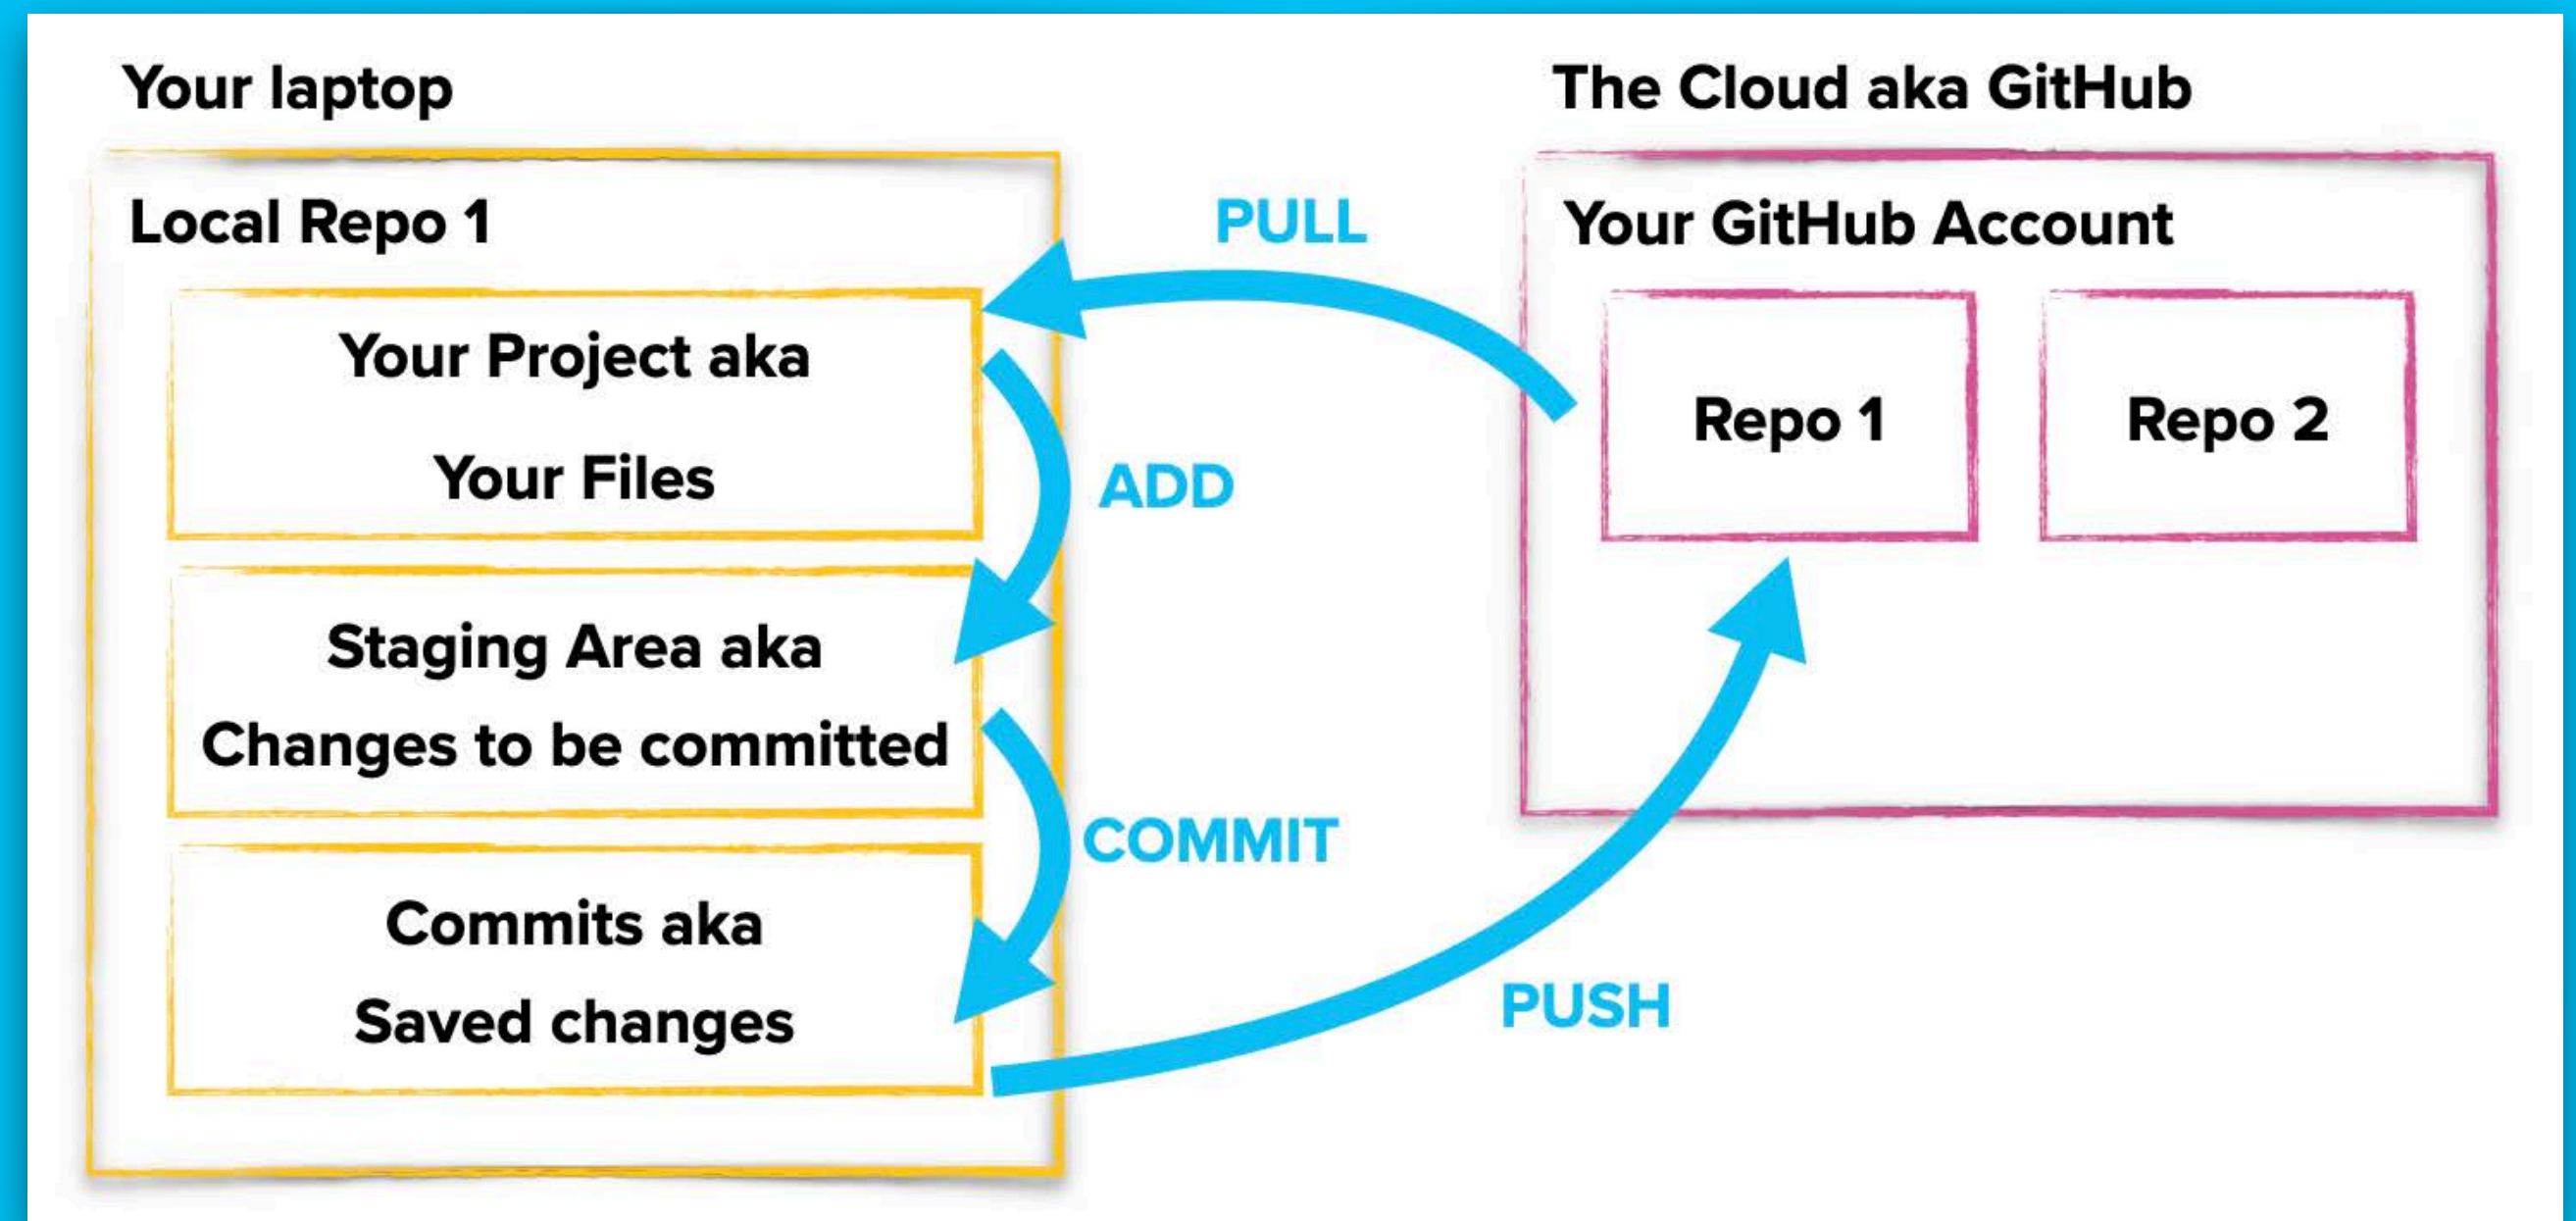 Your laptop
Local Repo 1
Your Project aka
Your Files
Staging Area aka
Changes to be committed
Commits aka
Saved changes
PULL
ADD
COMMIT
PUSH
The Cloud aka GitHub
Your GitHub Account
Repo 1
Repo 2